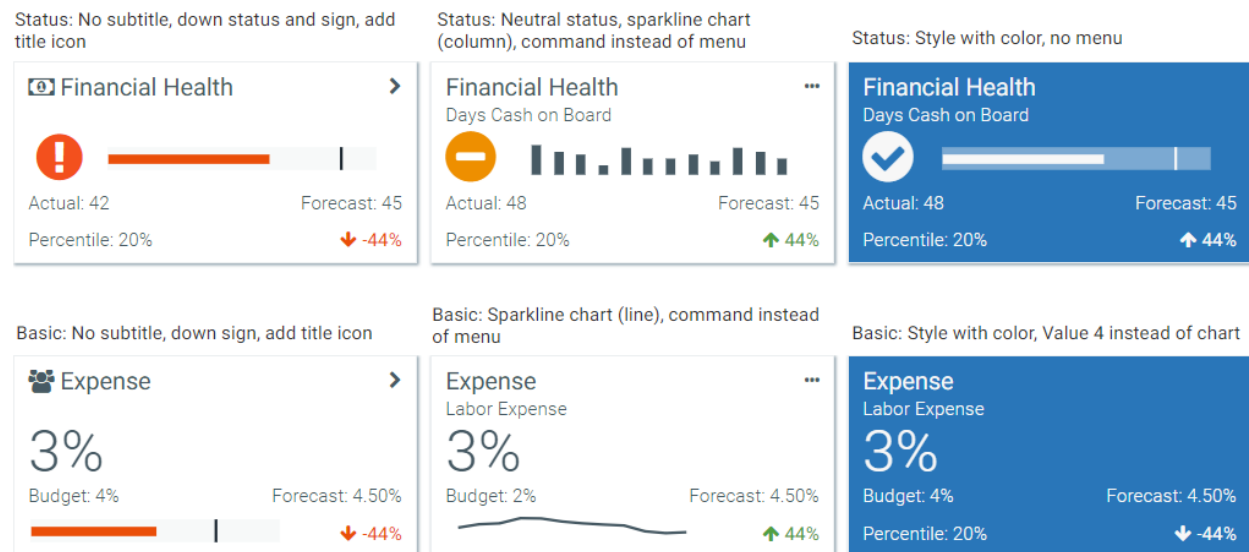 Status: No subtitle, down status and sign, add
title icon
Status: Neutral status, sparkline chart
(column), command instead of menu
Status: Style with color, no menu
Financial Health
Actual: 42 Forecast: 45
Percentile: 20% -44%
Financial Health
Days Cash on Board
Actual: 48 Forecast: 45
Percentile: 20% 44%
Financial Health
Days Cash on Board
Actual: 48 Forecast: 45
Percentile: 20% 44%
Basic: No subtitle, down sign, add title icon
Basic: Sparkline chart (line), command instead
of menu
Basic: Style with color, Value 4 instead of chart
Expense
3%
Budget: 4% Forecast: 4.50%
-44%
Expense
Labor Expense
3%
Budget: 2% Forecast: 4.50%
44%
Expense
Labor Expense
3%
Budget: 4% Forecast: 4.50%
Percentile: 20% -44%